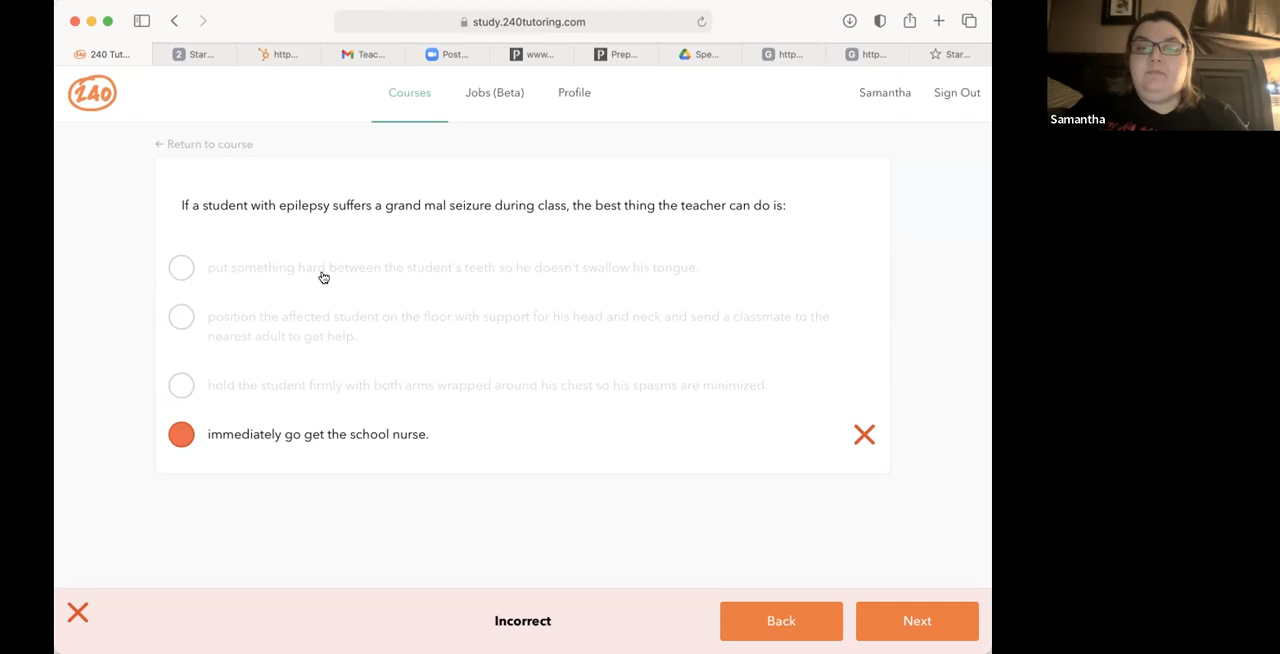 study.240tutoring.com
240 Tut...
2 Star...
http...
Teac...
Post...
P www...
P Prep...
Spe...
G http...
G http...
Star...
240
Courses
Jobs (Beta)
Profile
Samantha
Sign Out
← Return to course
If a student with epilepsy suffers a grand mal seizure during class, the best thing the teacher can do is:
put something hard between the student's teeth so he doesn't swallow his tongue.
position the affected student on the floor with support for his head and neck and send a classmate to the
nearest adult to get help.
hold the student firmly with both arms wrapped around his chest so his spasms are minimized.
immediately go get the school nurse.
Incorrect
Back
Next
Samantha